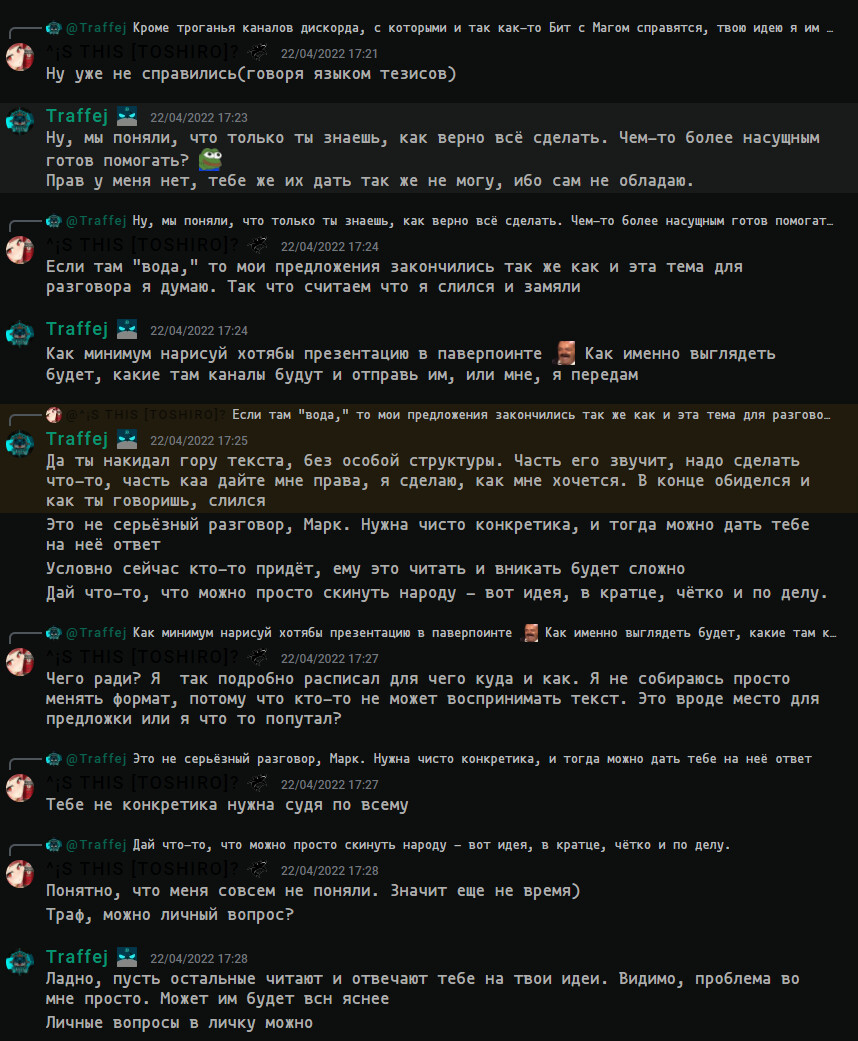 @Traffej Кроме троганья каналов дискорда, с которыми и так как-то Бит с Магом справятся, твою идею я им …
^¡S THIS [TOSHIRO]? 22/04/2022 17:21
Ну уже не справились(говоря языком тезисов)
Traffej 22/04/2022 17:23
Ну, мы поняли, что только ты знаешь, как верно всё сделать. Чем-то более насущным
готов помогать?
Прав у меня нет, тебе же их дать так же не могу, ибо сам не обладаю.
@Traffej Ну, мы поняли, что только ты знаешь, как верно всё сделать. Чем-то более насущным готов помогат…
^¡S THIS [TOSHIRO]? 22/04/2022 17:24
Если там "вода," то мои предложения закончились так же как и эта тема для
разговора я думаю. Так что считаем что я слился и замяли
Traffej 22/04/2022 17:24
Как минимум нарисуй хотябы презентацию в паверпоинте Как именно выглядеть
будет, какие там каналы будут и отправь им, или мне, я передам
@^¡S THIS [TOSHIRO]? Если там "вода," то мои предложения закончились так же как и эта тема для разгово…
Traffej 22/04/2022 17:25
Да ты накидал гору текста, без особой структуры. Часть его звучит, надо сделать
что-то, часть каа дайте мне права, я сделаю, как мне хочется. В конце обиделся и
как ты говоришь, слился
Это не серьёзный разговор, Марк. Нужна чисто конкретика, и тогда можно дать тебе
на неё ответ
Условно сейчас кто-то придёт, ему это читать и вникать будет сложно
Дай что-то, что можно просто скинуть народу - вот идея, в кратце, чётко и по делу.
@Traffej Как минимум нарисуй хотябы презентацию в паверпоинте Как именно выглядеть будет, какие там к…
^¡S THIS [TOSHIRO]? 22/04/2022 17:27
Чего ради? Я  так подробно расписал для чего куда и как. Я не собираюсь просто
менять формат, потому что кто-то не может воспринимать текст. Это вроде место для
предложки или я что то попутал?
@Traffej Это не серьёзный разговор, Марк. Нужна чисто конкретика, и тогда можно дать тебе на неё ответ
^¡S THIS [TOSHIRO]? 22/04/2022 17:27
Тебе не конкретика нужна судя по всему
@Traffej Дай что-то, что можно просто скинуть народу - вот идея, в кратце, чётко и по делу.
^¡S THIS [TOSHIRO]? 22/04/2022 17:28
Понятно, что меня совсем не поняли. Значит еще не время)
Траф, можно личный вопрос?
Traffej 22/04/2022 17:28
Ладно, пусть остальные читают и отвечают тебе на твои идеи. Видимо, проблема во
мне просто. Может им будет всн яснее
Личные вопросы в личку можно